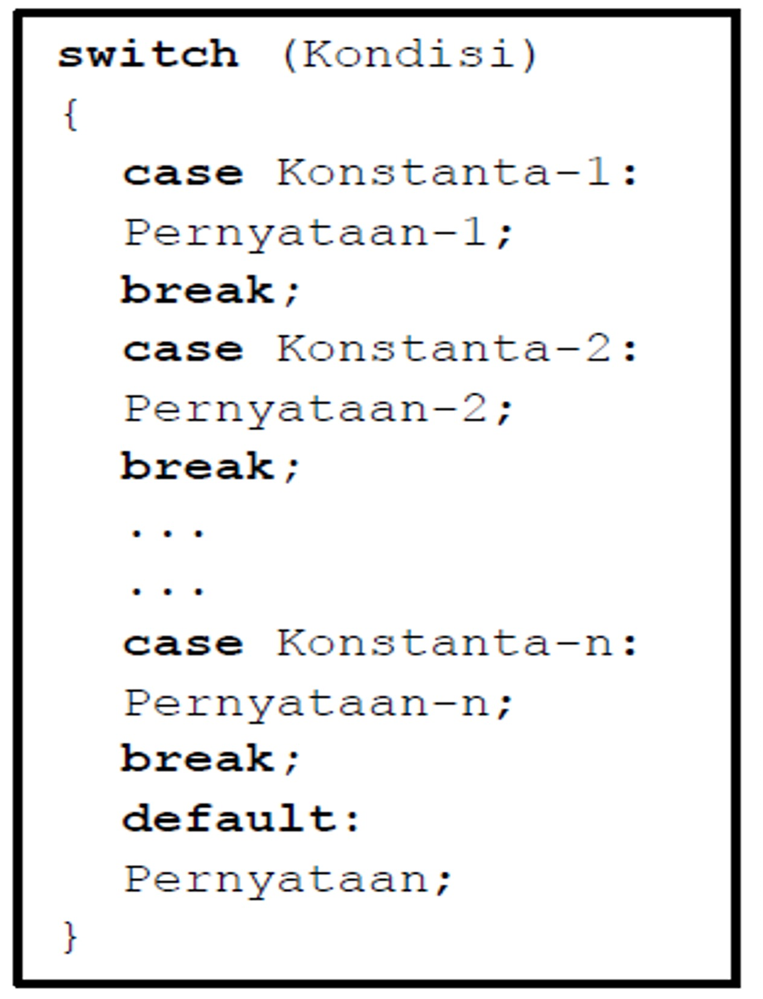 switch (Kondisi)
{
case Konstanta-1:
Pernyataan-1;
break;
case Konstanta-2:
Pernyataan-2;
break;
...
...
case Konstanta-n:
Pernyataan-n;
break;
default:
Pernyataan;
}